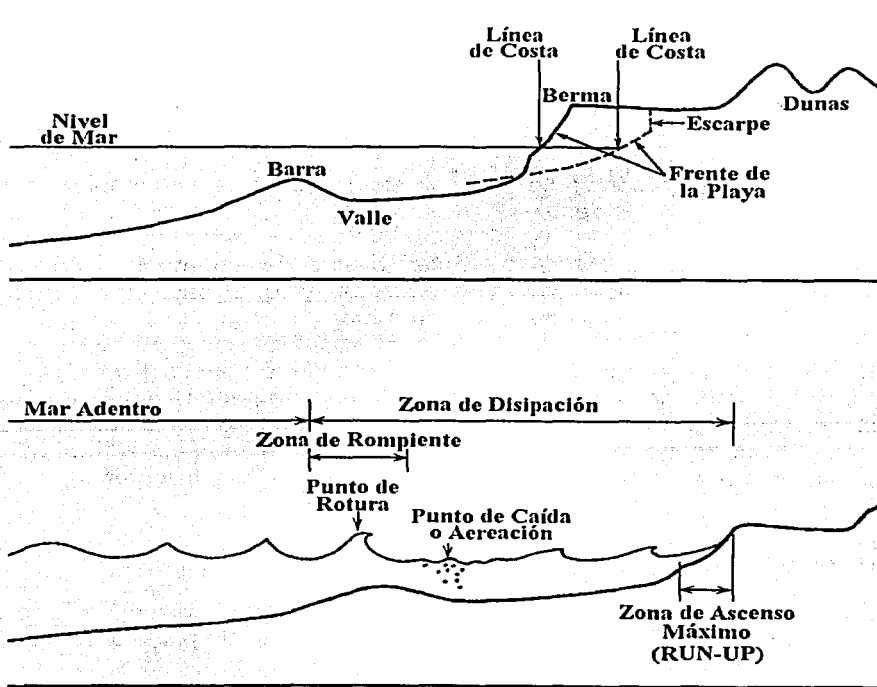 Línea
de Costa
Línea
de Costa
Berma
Dunas
Nivel
de Mar
Escarpe
Barra
Frente de
la Playa
Valle
Mar Adentro
Zona de Disipación
Zona de Rompiente
Punto de
Rotura
Punto de Caída
o Aereación
Zona de Ascenso
Máximo
(RUN-UP)